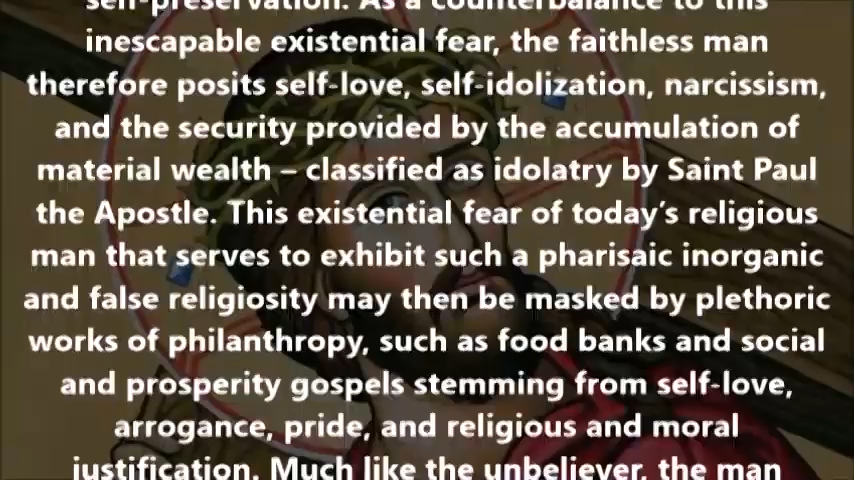 self-preservation. As a counterbalance to this
inescapable existential fear, the faithless man
therefore posits self-love, self-idolization, narcissism,
and the security provided by the accumulation of
material wealth – classified as idolatry by Saint Paul
the Apostle. This existential fear of today’s religious
man that serves to exhibit such a pharisaic inorganic
and false religiosity may then be masked by plethoric
works of philanthropy, such as food banks and social
and prosperity gospels stemming from self-love,
arrogance, pride, and religious and moral
justification. Much like the unbeliever, the man